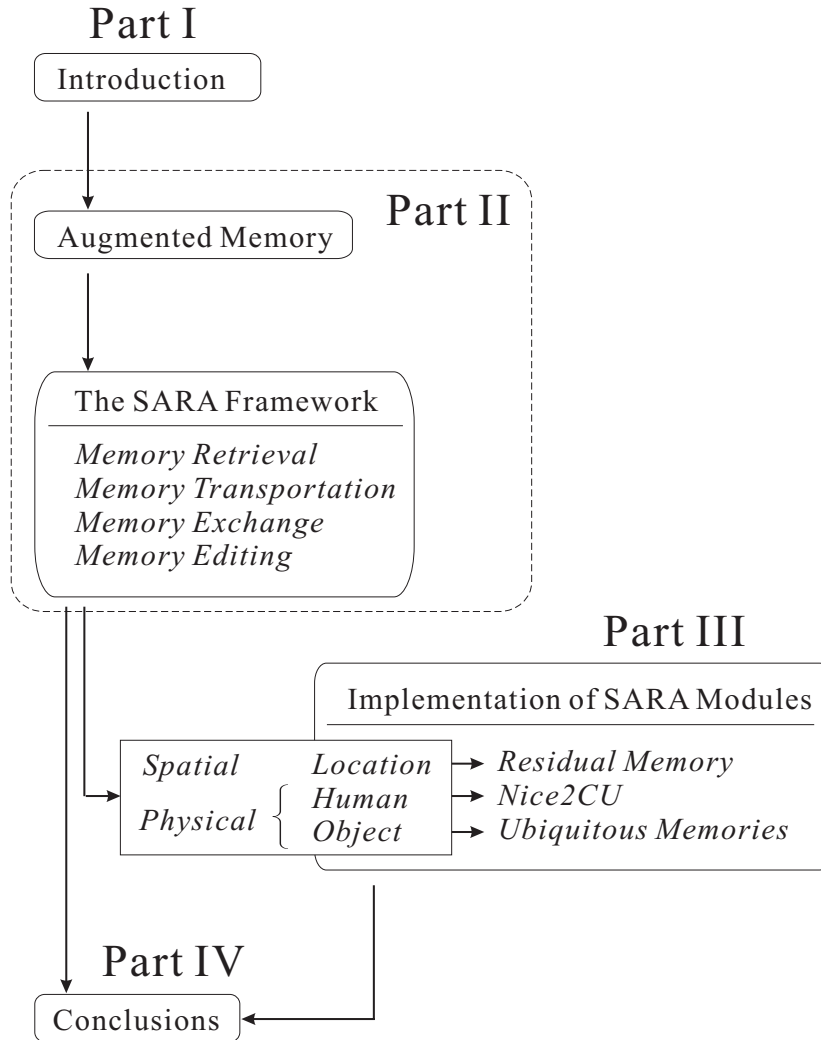 Part I
Introduction
Part II
Augmented Memory
The SARA Framework
Memory Retrieval
Memory Transportation
Memory Exchange
Memory Editing
Part III
Implementation of SARA Modules
Spatial Location Residual Memory
Physical Human Nice2CU
Object Ubiquitous Memories
Part IV
Conclusions